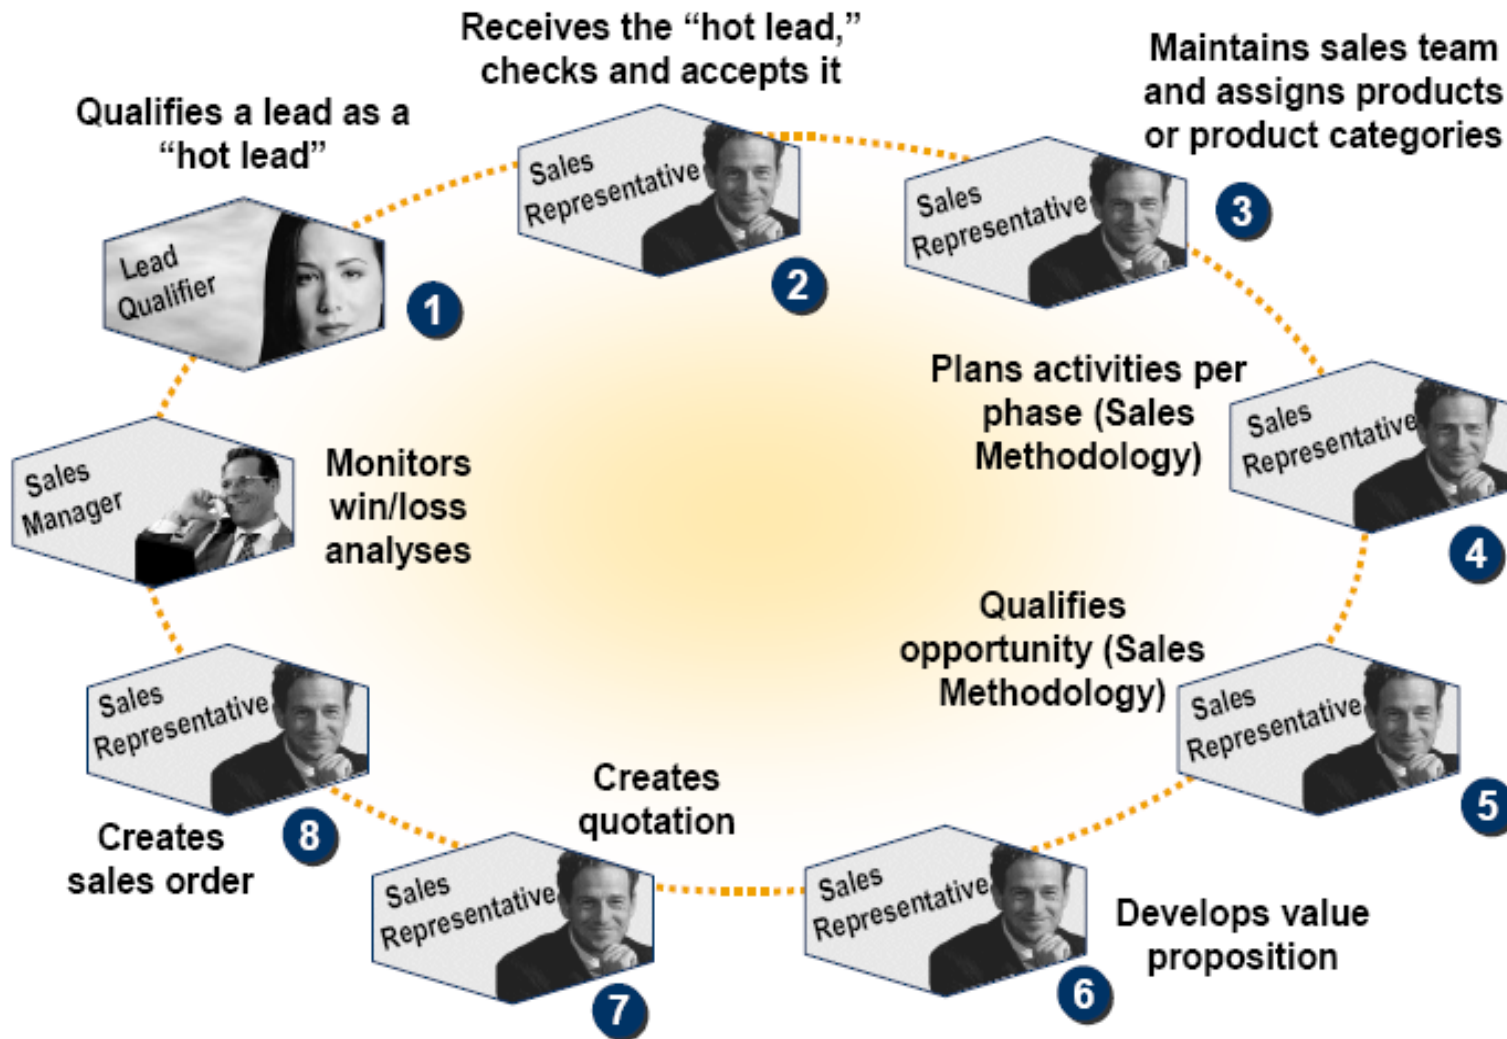 Qualifies a lead as a
“hot lead”
Lead
Qualifier
1
Receives the “hot lead,”
checks and accepts it
Sales
Representative
2
Maintains sales team
and assigns products
or product categories
Sales
Representative
3
Plans activities per
phase (Sales
Methodology)
Sales
Representative
4
Qualifies
opportunity (Sales
Methodology)
Sales
Representative
5
Develops value
proposition
Sales
Representative
6
Creates
quotation
Sales
Representative
7
Creates
sales order
Sales
Representative
8
Monitors
win/loss
analyses
Sales
Manager